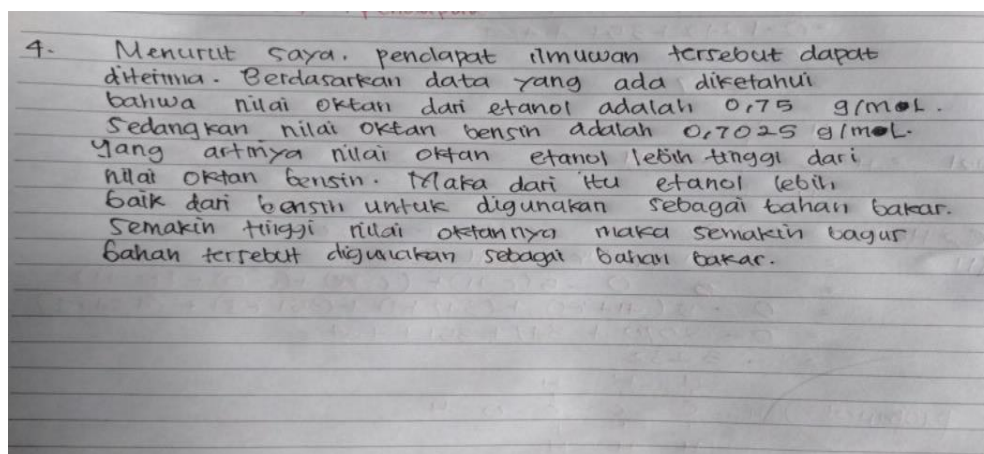 4. Menurut saya, pendapat ilmuwan tersebut dapat
diterima. Berdasarkan data yang ada diketahui
bahwa nilai oktan dari etanol adalah 0,75 g/moL.
Sedangkan nilai oktan bensin adalah 0,7025 g/moL.
Yang artinya nilai oktan etanol lebih tinggi dari
nilai oktan bensin. Maka dari itu etanol lebih
baik dari bensin untuk digunakan sebagai bahan bakar.
Semakin tinggi nilai oktannya maka semakin bagus
bahan tersebut digunakan sebagai bahan bakar.